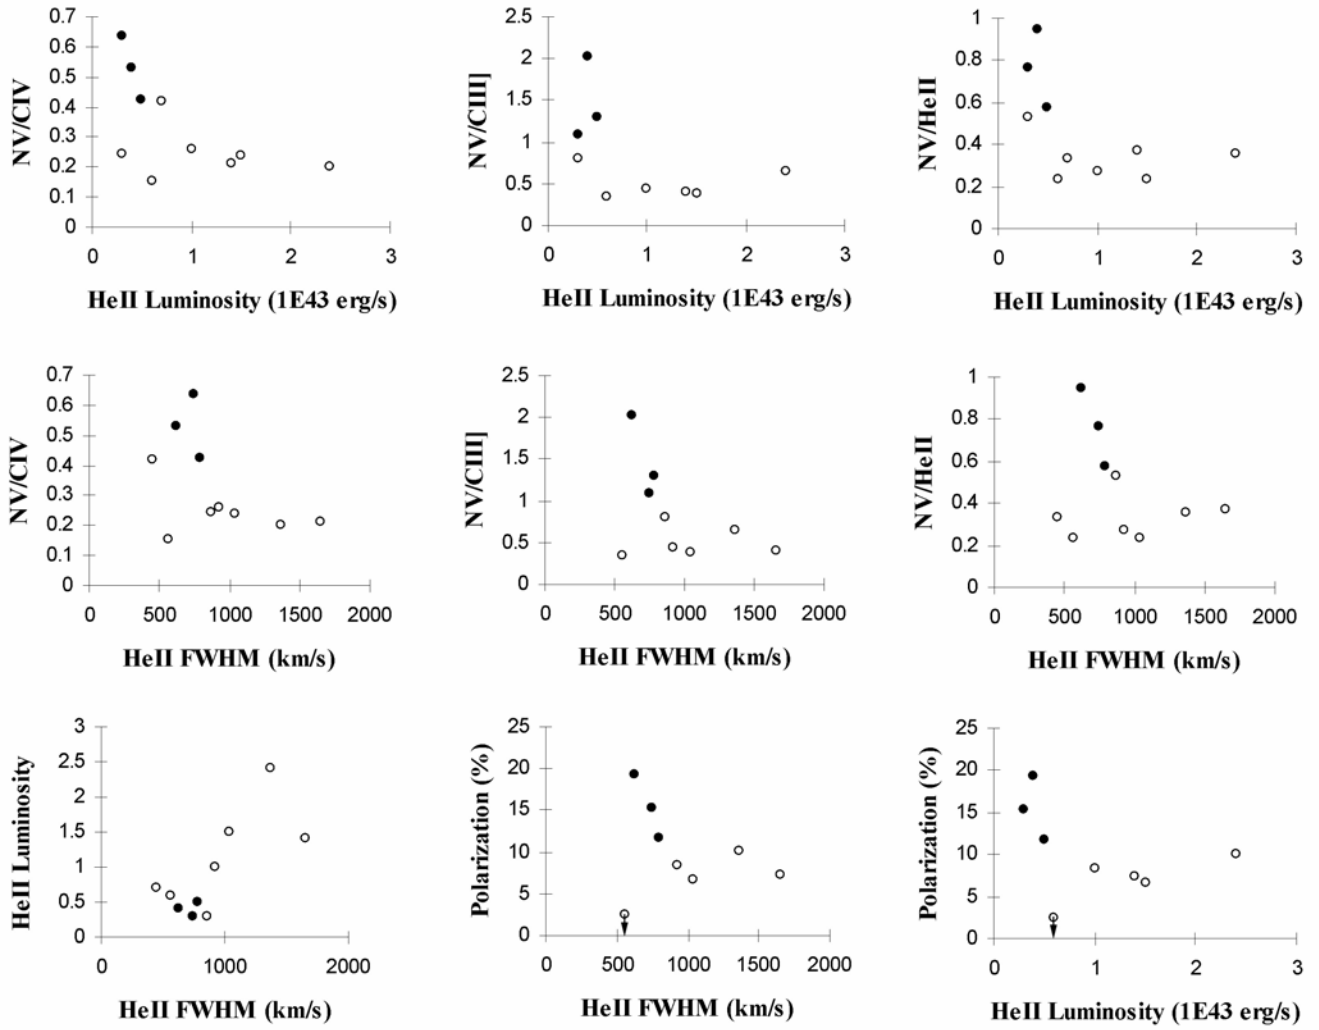 0.7
0.6
0.5
0.4
0.3
0.2
0.1
0
NV/CIV
0 1 2 3
HeII Luminosity (1E43 erg/s)
2.5
2
1.5
1
0.5
0
NV/CIII]
0 1 2 3
HeII Luminosity (1E43 erg/s)
1
0.8
0.6
0.4
0.2
0
NV/HeII
0 1 2 3
HeII Luminosity (1E43 erg/s)
0.7
0.6
0.5
0.4
0.3
0.2
0.1
0
NV/CIV
0 500 1000 1500 2000
HeII FWHM (km/s)
2.5
2
1.5
1
0.5
0
NV/CIII]
0 500 1000 1500 2000
HeII FWHM (km/s)
1
0.8
0.6
0.4
0.2
0
NV/HeII
0 500 1000 1500 2000
HeII FWHM (km/s)
3
2.5
2
1.5
1
0.5
0
HeII Luminosity
0 1000 2000
HeII FWHM (km/s)
25
20
15
10
5
0
Polarization (%)
0 500 1000 1500 2000
HeII FWHM (km/s)
25
20
15
10
5
0
Polarization (%)
0 1 2 3
HeII Luminosity (1E43 erg/s)